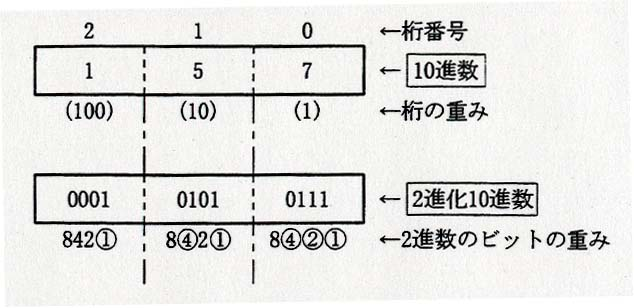 2 1 0 ←桁番号
1 5 7 ←10進数
(100) (10) (1) ←桁の重み
0001 0101 0111 ←2進化10進数
842① 8④2① 8④②① ←2進数のビットの重み